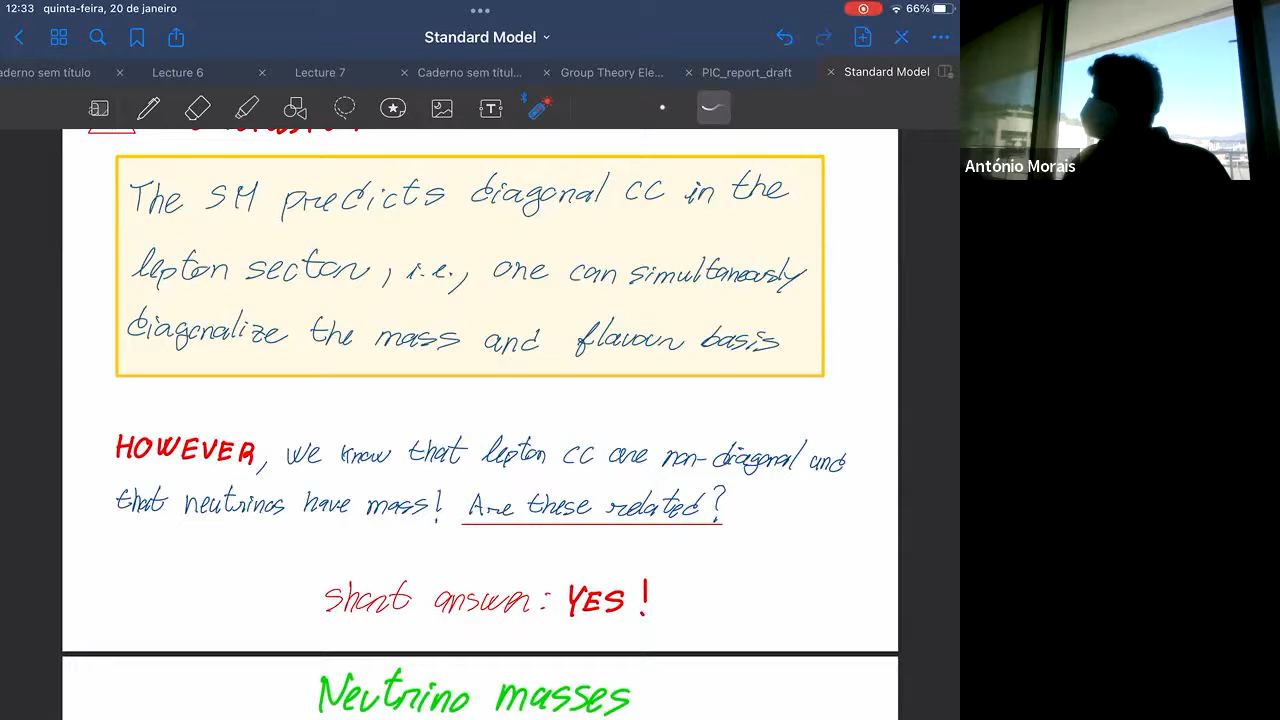 12:33 quinta-feira, 20 de janeiro
66%
Standard Model
aderno sem título
Lecture 6
Lecture 7
Caderno sem títul...
Group Theory Ele...
PIC_report_draft
Standard Model
António Morais
The SM predicts diagonal CC in the
lepton sector, i.e., one can simultaneously
diagonalize the mass and flavour basis
HOWEVER, we know that lepton CC are non-diagonal and
that neutrinos have mass! Are these related?
short answer: YES!
Neutrino masses